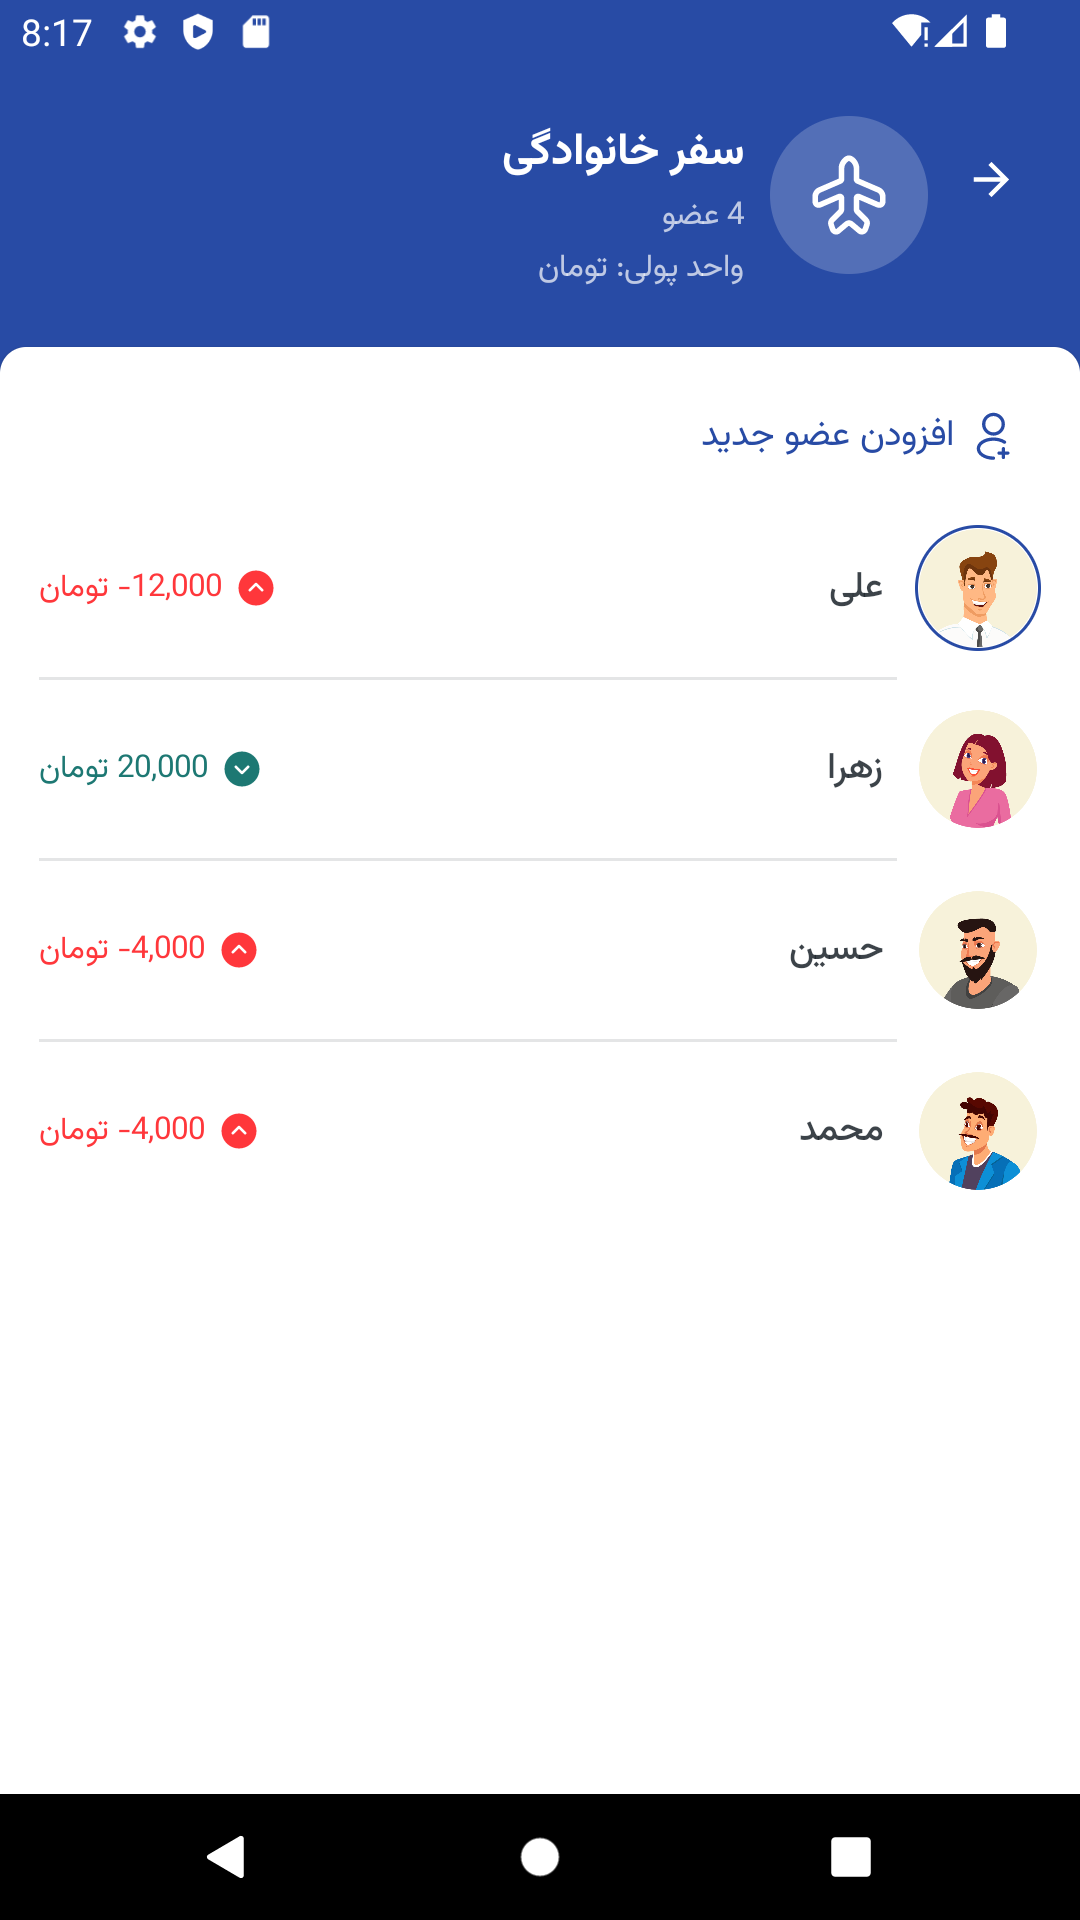 8:17
سفر خانوادگی
4 عضو
واحد پولی: تومان
افزودن عضو جدید
علی
-12,000 تومان
زهرا
20,000 تومان
حسین
-4,000 تومان
محمد
-4,000 تومان